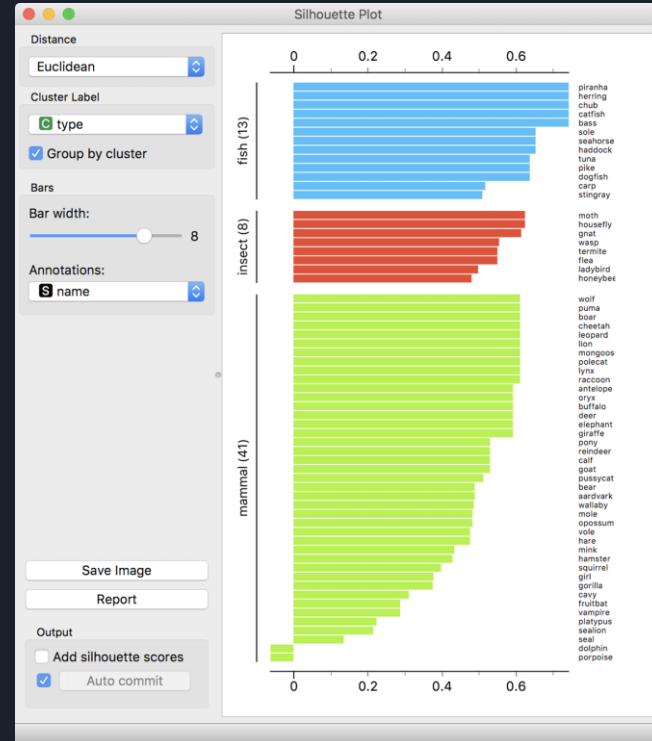 Silhouette Plot
Distance
Euclidean
Cluster Label
C type
Group by cluster
Bars
Bar width:
8
Annotations:
S name
Save Image
Report
Output
Add silhouette scores
Auto commit
0 0.2 0.4 0.6
fish (13)
piranha
herring
chub
catfish
bass
sole
seahorse
haddock
tuna
pike
dogfish
carp
stingray
insect (8)
moth
housefly
gnat
wasp
termite
flea
ladybird
honeybee
mammal (41)
wolf
puma
boar
cheetah
leopard
lion
mongoos
polecat
lynx
raccoon
antelope
oryx
buffalo
deer
elephant
giraffe
pony
reindeer
calf
goat
pussycat
bear
aardvark
wallaby
mole
opossum
vole
hare
mink
hamster
squirrel
girl
gorilla
cavy
fruitbat
vampire
platypus
sealion
seal
dolphin
porpoise
0 0.2 0.4 0.6